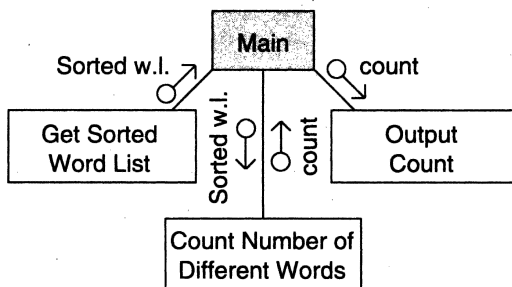 Main
Sorted w.l.
count
Get Sorted
Word List
Sorted w.l.
count
Output
Count
Count Number of
Different Words